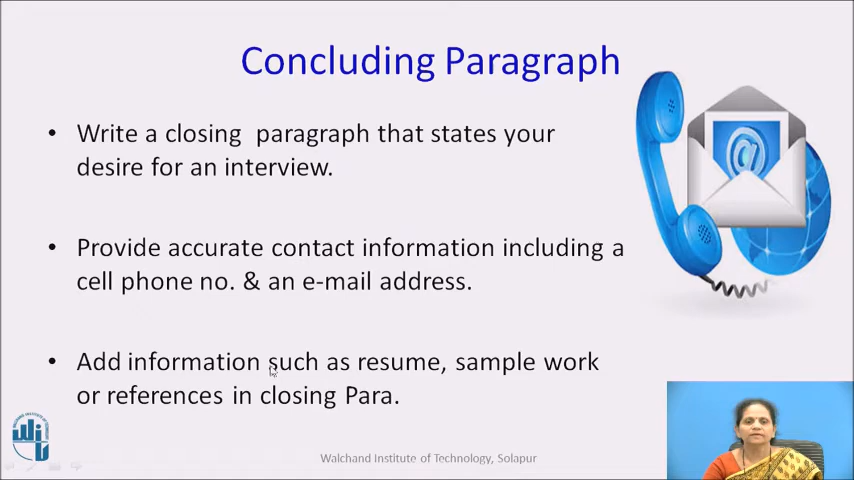 Concluding Paragraph
• Write a closing paragraph that states your
desire for an interview.
• Provide accurate contact information including a
cell phone no. & an e-mail address.
• Add information such as resume, sample work
or references in closing Para.
@
WIT
Walchand Institute of Technology, Solapur